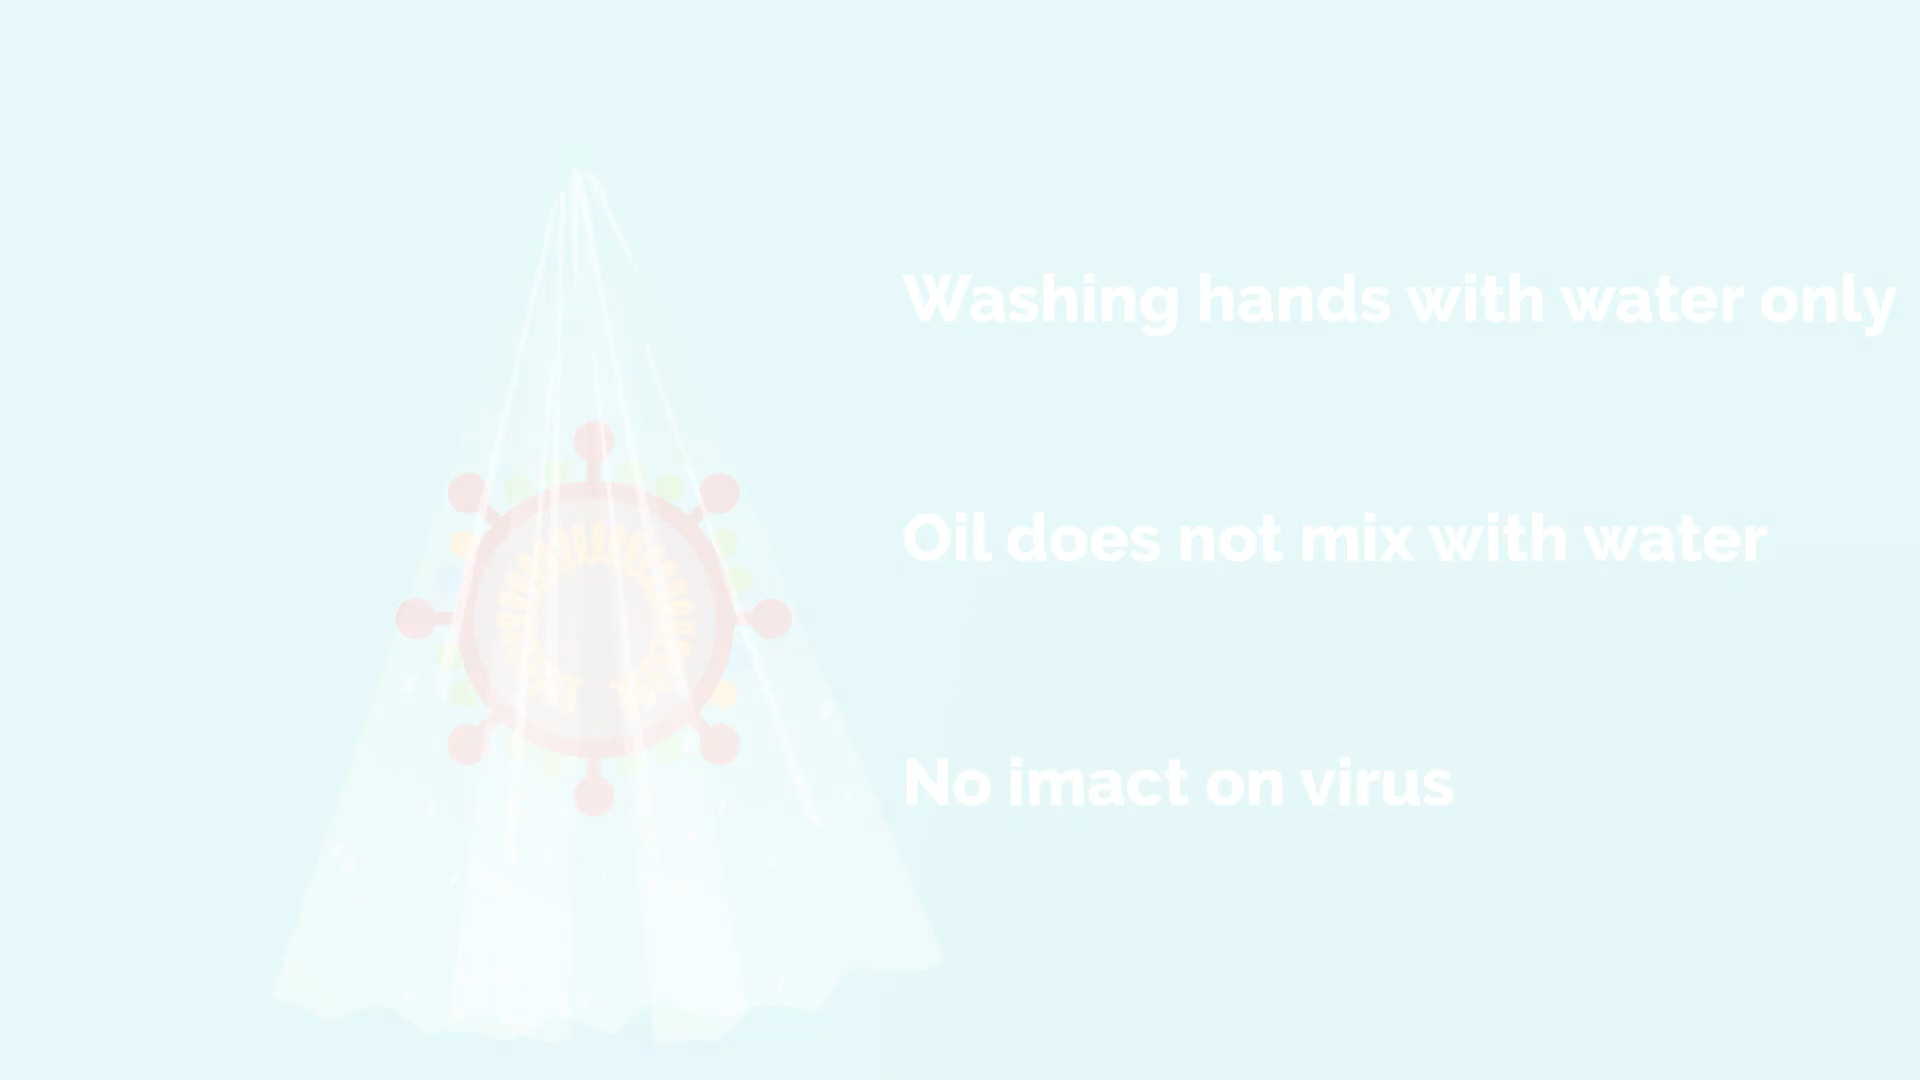 Washing hands with water only
Oil does not mix with water
No imact on virus